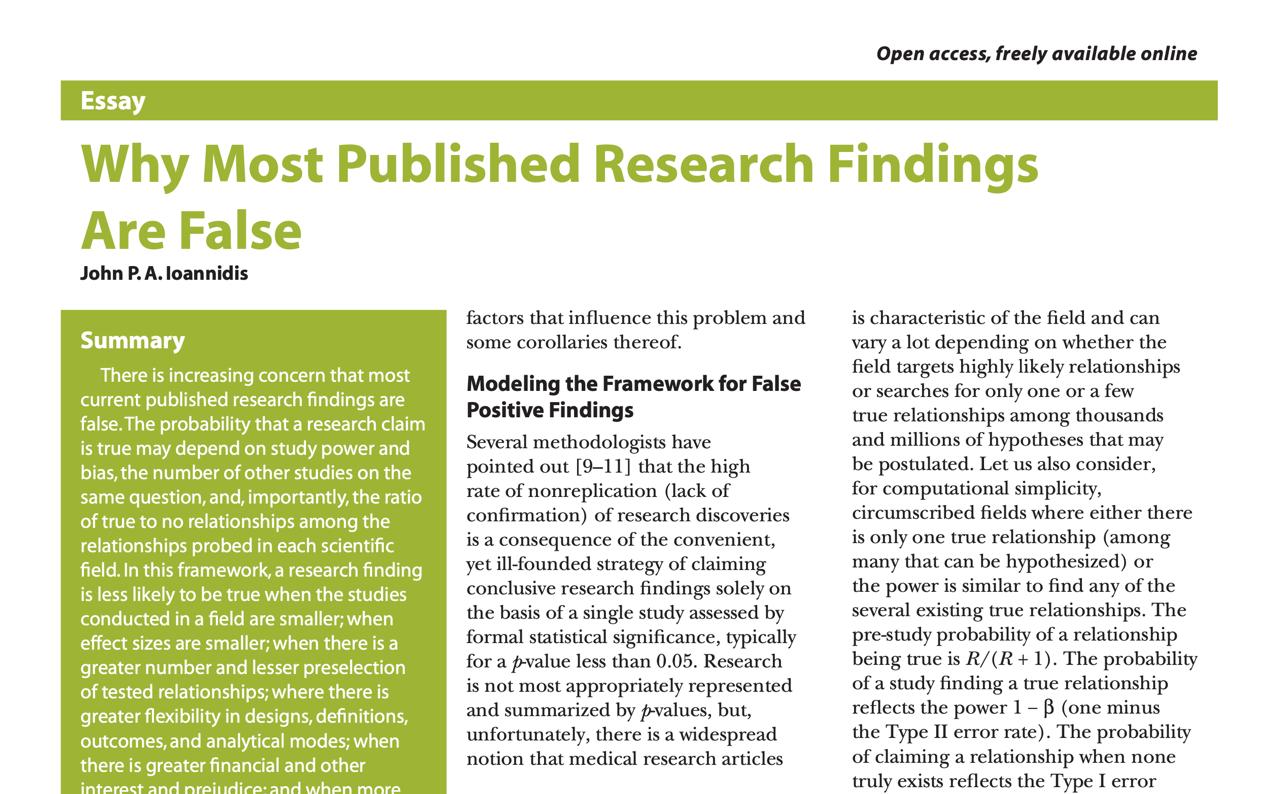 Open access, freely available online
Essay
Why Most Published Research Findings
Are False
John P. A. Ioannidis
Summary
There is increasing concern that most
current published research findings are
false. The probability that a research claim
is true may depend on study power and
bias, the number of other studies on the
same question, and, importantly, the ratio
of true to no relationships among the
relationships probed in each scientific
field. In this framework, a research finding
is less likely to be true when the studies
conducted in a field are smaller; when
effect sizes are smaller; when there is a
greater number and lesser preselection
of tested relationships; where there is
greater flexibility in designs, definitions,
outcomes, and analytical modes; when
there is greater financial and other
interest and prejudice; and when more
factors that influence this problem and
some corollaries thereof.
Modeling the Framework for False
Positive Findings
Several methodologists have
pointed out [9–11] that the high
rate of nonreplication (lack of
confirmation) of research discoveries
is a consequence of the convenient,
yet ill-founded strategy of claiming
conclusive research findings solely on
the basis of a single study assessed by
formal statistical significance, typically
for a p-value less than 0.05. Research
is not most appropriately represented
and summarized by p-values, but,
unfortunately, there is a widespread
notion that medical research articles
is characteristic of the field and can
vary a lot depending on whether the
field targets highly likely relationships
or searches for only one or a few
true relationships among thousands
and millions of hypotheses that may
be postulated. Let us also consider,
for computational simplicity,
circumscribed fields where either there
is only one true relationship (among
many that can be hypothesized) or
the power is similar to find any of the
several existing true relationships. The
pre-study probability of a relationship
being true is R/(R + 1). The probability
of a study finding a true relationship
reflects the power 1 − β (one minus
the Type II error rate). The probability
of claiming a relationship when none
truly exists reflects the Type I error